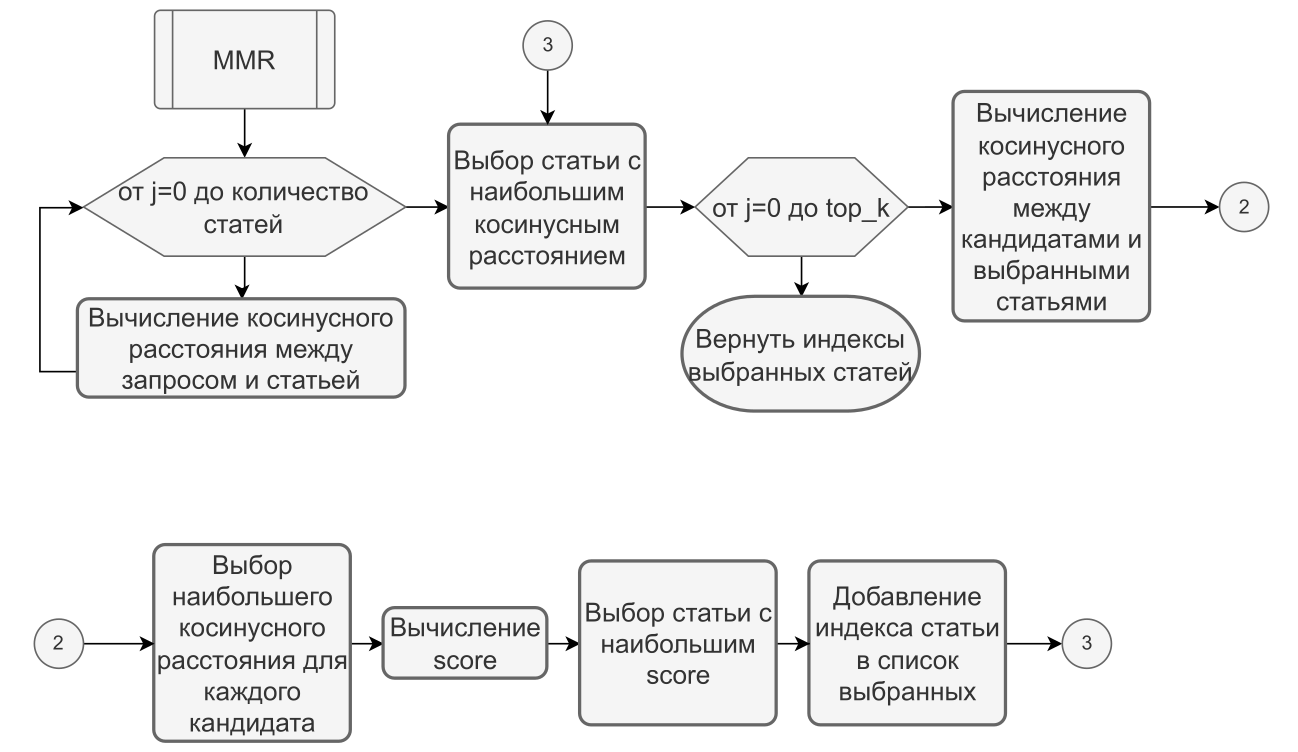 MMR
от j=0 до количество
статей
Вычисление косинусного
расстояния между
запросом и статьей
3
Выбор статьи с
наибольшим
косинусным
расстоянием
от j=0 до top_k
Вернуть индексы
выбранных статей
Вычисление
косинусного
расстояния
между
кандидатами и
выбранными
статьями
2
2
Выбор
наибольшего
косинусного
расстояния для
каждого
кандидата
Вычисление
score
Выбор статьи с
наибольшим
score
Добавление
индекса статьи
в список
выбранных
3